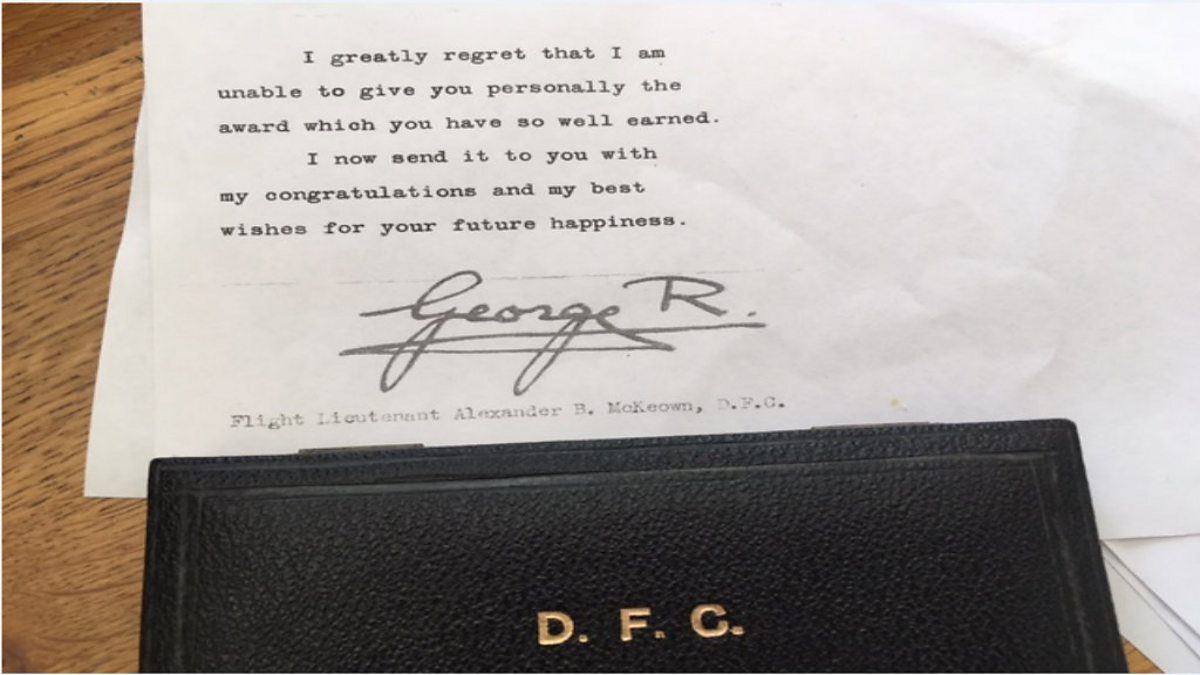 I greatly regret that I am
unable to give you personally the
award which you have so well earned.
I now send it to you with
my congratulations and my best
wishes for your future happiness.
George R.
Flight Lieutenant Alexander B. McKeown, D.F.C.
D. F. C.